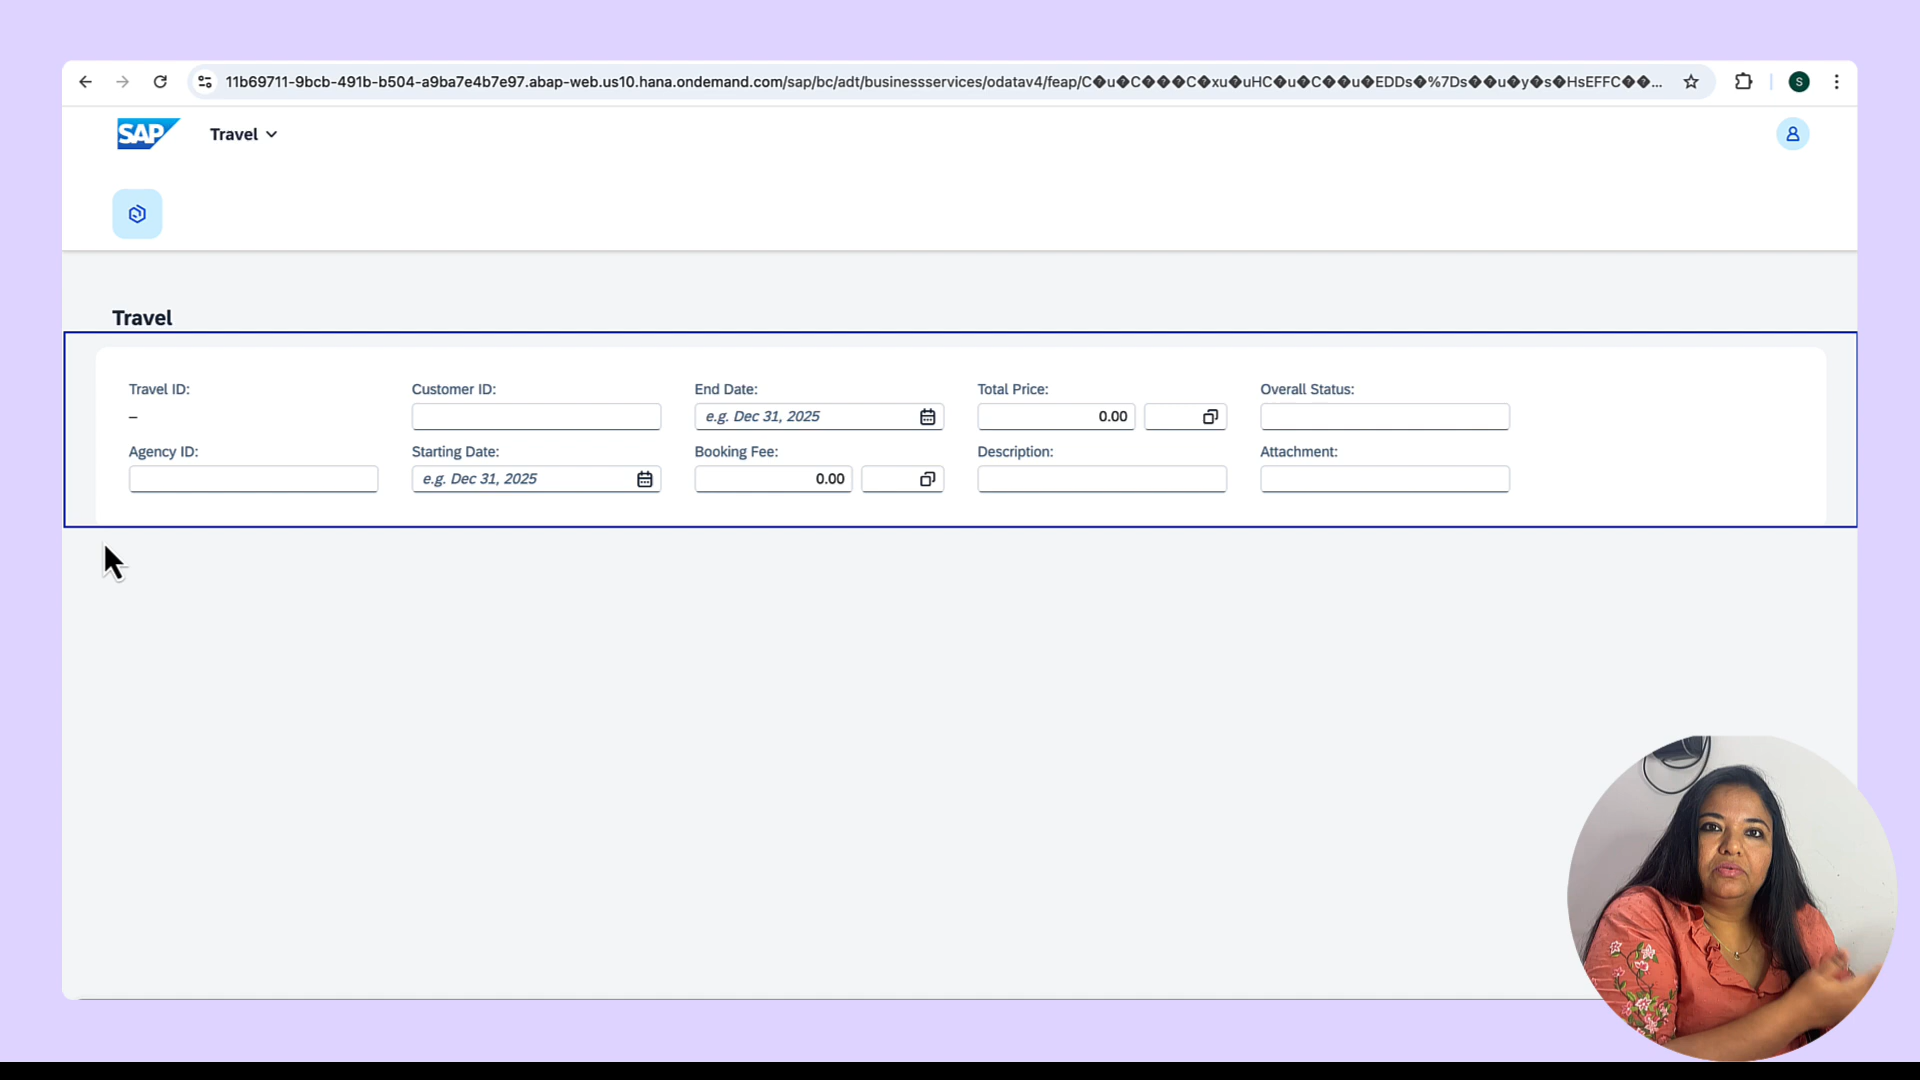 11b69711-9bcb-491b-b504-a9ba7e4b7e97.abap-web.us10.hana.ondemand.com/sap/bc/adt/businessservices/odatav4/feap/C�u�C���C�xu�uHC�u�C��u�EDDs�%7Ds��u�y�s�HsEFFC��...
S
SAP Travel
Travel
Travel ID: Customer ID: End Date: Total Price: Overall Status:
– e.g. Dec 31, 2025 0.00
Agency ID: Starting Date: Booking Fee: Description: Attachment:
e.g. Dec 31, 2025 0.00